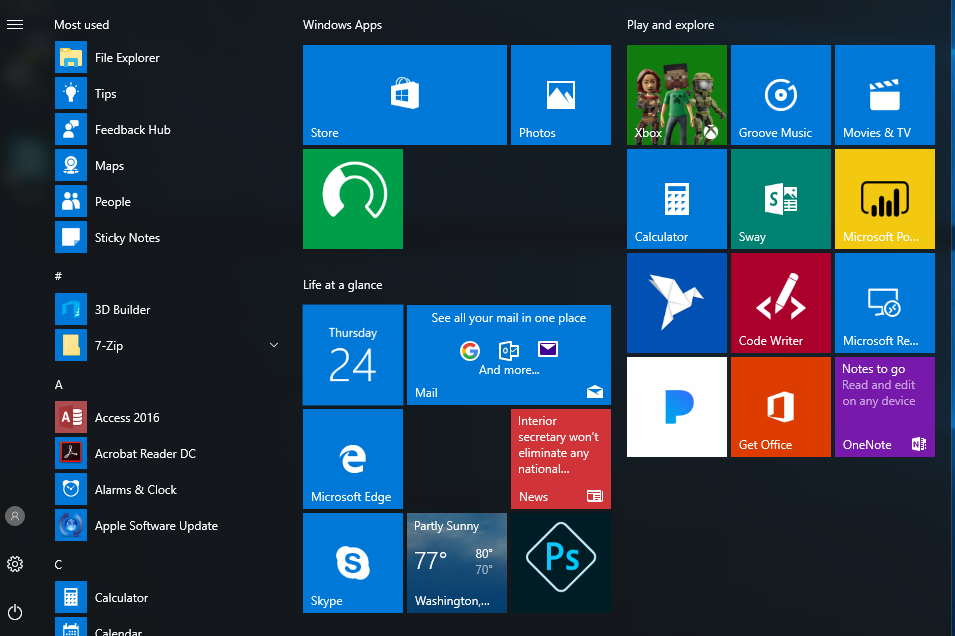 Most used
File Explorer
Tips
Feedback Hub
Maps
People
Sticky Notes
#
3D Builder
7-Zip
A
Access 2016
Acrobat Reader DC
Alarms & Clock
Apple Software Update
C
Calculator
Calendar
Windows Apps
Store
Photos
Life at a glance
Thursday
24
See all your mail in one place
And more...
Mail
Microsoft Edge
Interior
secretary won't
eliminate any
national...
News
Skype
Partly Sunny
77°
80°
70°
Washington,...
Ps
Play and explore
Xbox
Groove Music
Movies & TV
Calculator
Sway
Microsoft Po...
Code Writer
Microsoft Re...
Get Office
Notes to go
Read and edit
on any device
OneNote